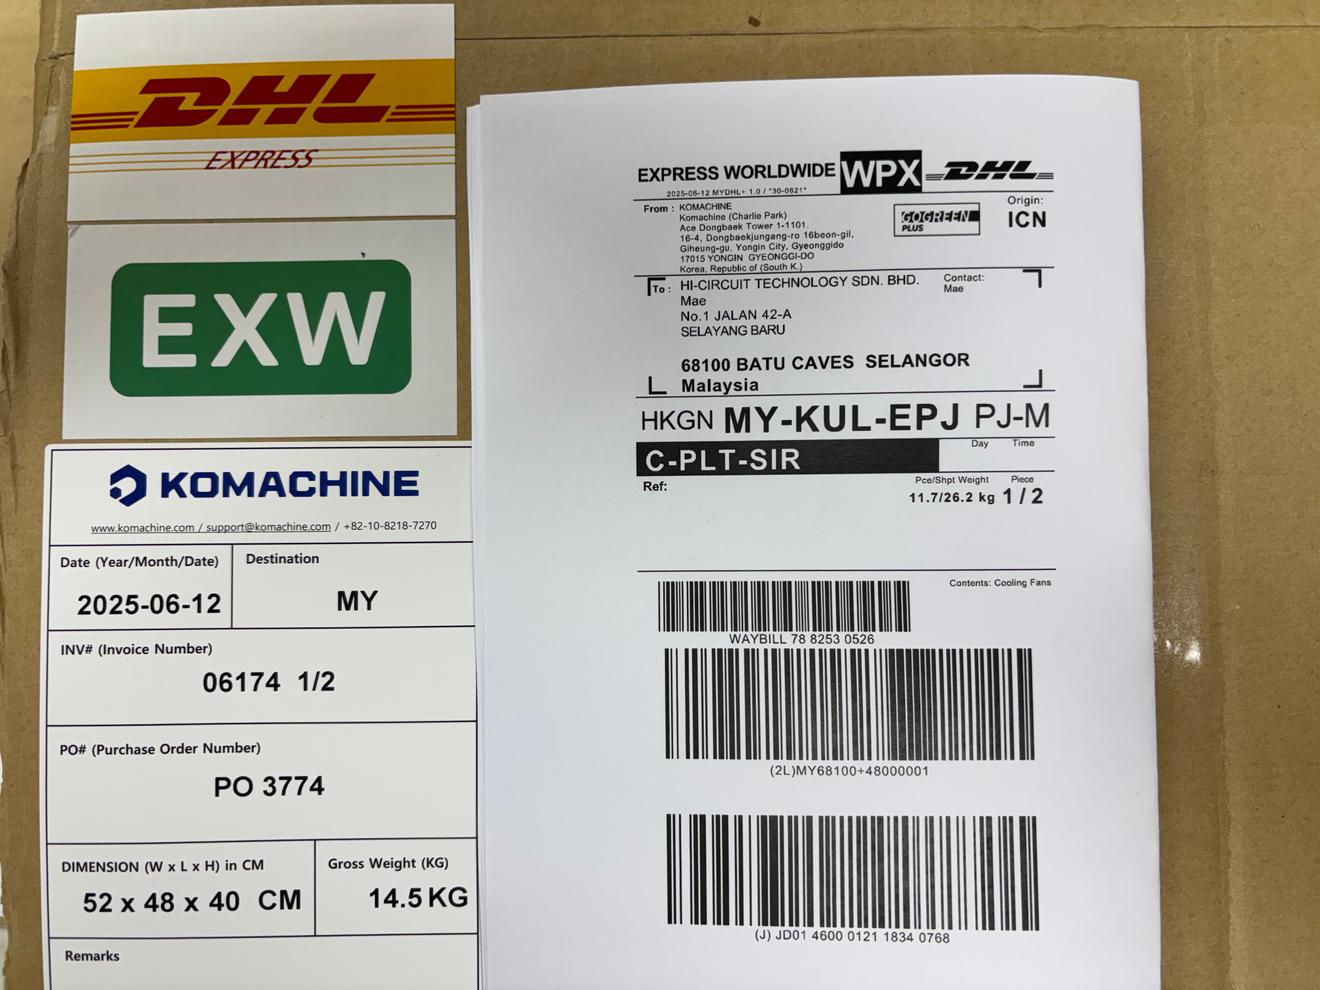 DHL
EXPRESS
EXW
KOMACHINE
www.komachine.com / support@komachine.com / +82-10-8218-7270
Date (Year/Month/Date)
2025-06-12
Destination
MY
INV# (Invoice Number)
06174 1/2
PO# (Purchase Order Number)
PO 3774
DIMENSION (W x L x H) in CM
52 x 48 x 40 CM
Gross Weight (KG)
14.5 KG
Remarks
EXPRESS WORLDWIDE WPX DHL
2025-06-12 MYDHL+ 1.0 / *30-0821*
From : KOMACHINE
Komachine (Charlie Park)
Ace Dongbaek Tower 1-1101.
16-4, Dongbaekjungang-ro 16beon-gil,
Giheung-gu. Yongin City, Gyeonggido
17015 YONGIN GYEONGGI-DO
Korea, Republic of (South K.)
GOGREEN
PLUS
Origin:
ICN
To : HI-CIRCUIT TECHNOLOGY SDN. BHD.
Mae
No.1 JALAN 42-A
SELAYANG BARU
68100 BATU CAVES SELANGOR
Malaysia
Contact:
Mae
HKGN MY-KUL-EPJ PJ-M
C-PLT-SIR
Day Time
Ref:
Pce/Shpt Weight Piece
11.7/26.2 kg 1 / 2
Contents: Cooling Fans
WAYBILL 78 8253 0526
(2L)MY68100+48000001
(J) JD01 4600 0121 1834 0768